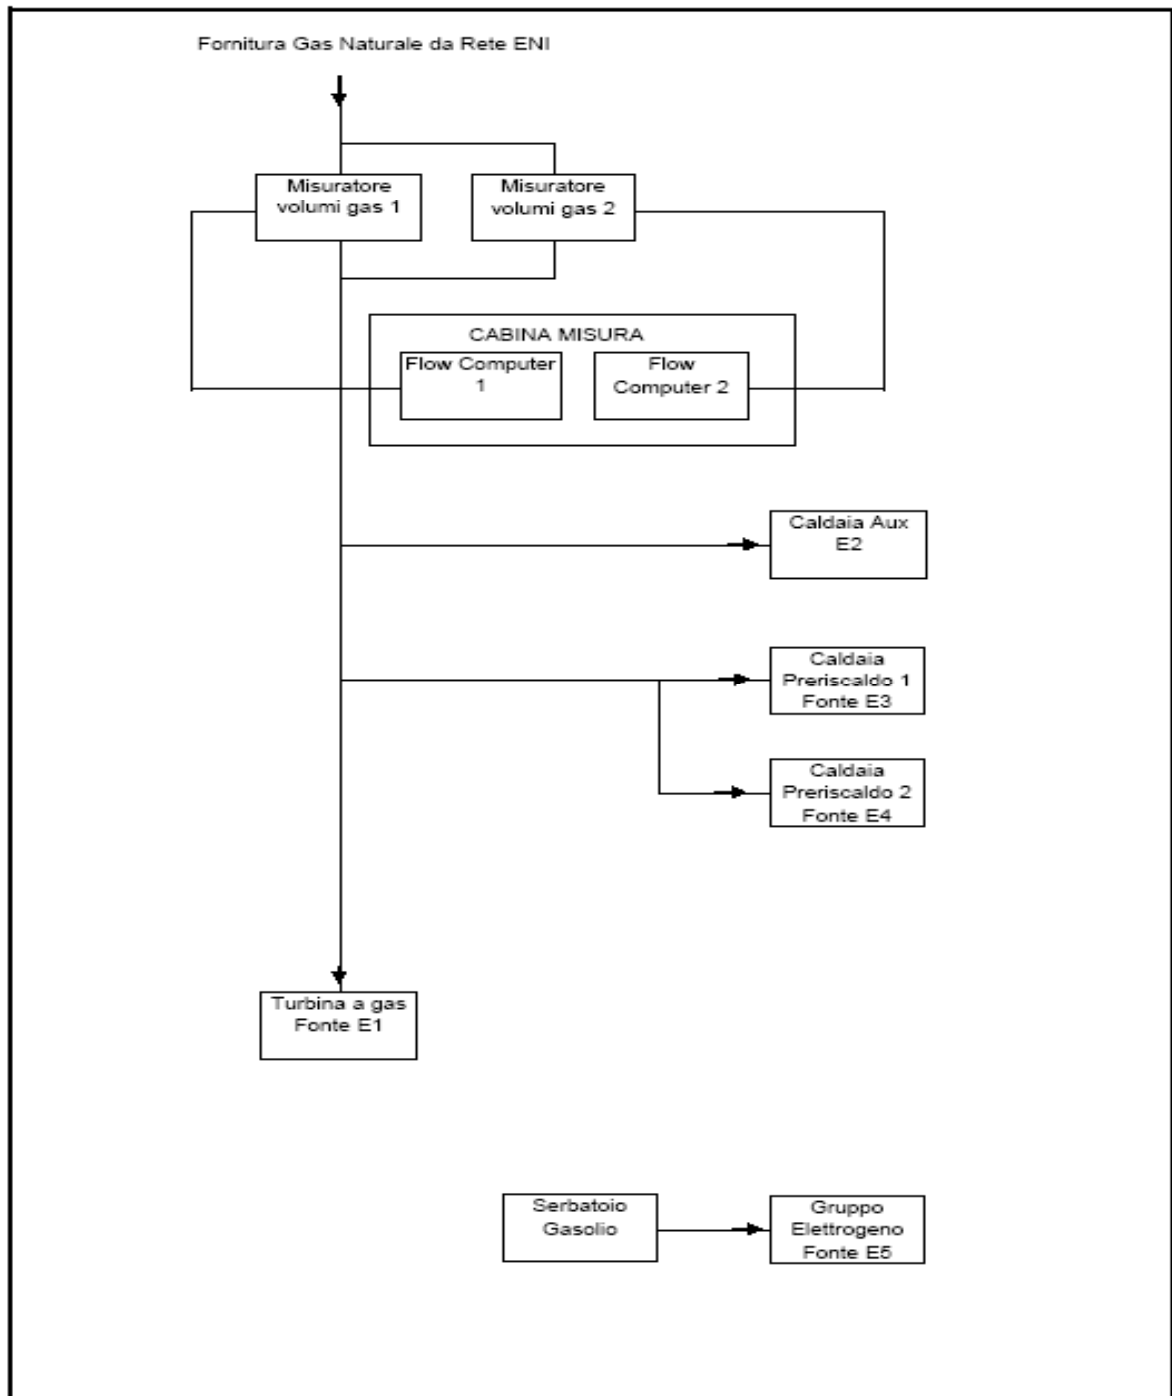 Fornitura Gas Naturale da Rete ENI
Misuratore
volumi gas 1
Misuratore
volumi gas 2
CABINA MISURA
Flow Computer
1
Flow
Computer 2
Caldaia Aux
E2
Caldaia
Preriscaldo 1
Fonte E3
Caldaia
Preriscaldo 2
Fonte E4
Turbina a gas
Fonte E1
Serbatoio
Gasolio
Gruppo
Elettrogeno
Fonte E5